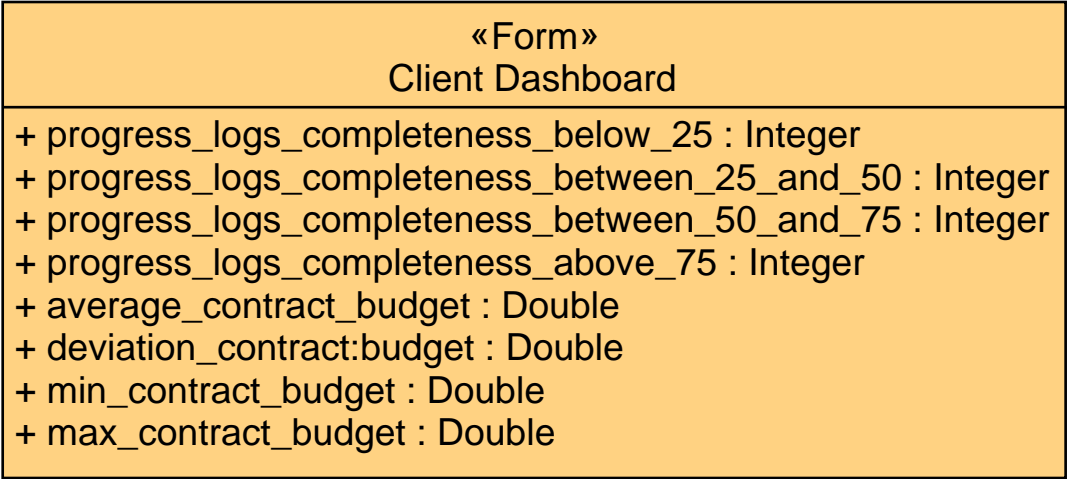 «Form»
Client Dashboard
+ progress_logs_completeness_below_25 : Integer
+ progress_logs_completeness_between_25_and_50 : Integer
+ progress_logs_completeness_between_50_and_75 : Integer
+ progress_logs_completeness_above_75 : Integer
+ average_contract_budget : Double
+ deviation_contract:budget : Double
+ min_contract_budget : Double
+ max_contract_budget : Double